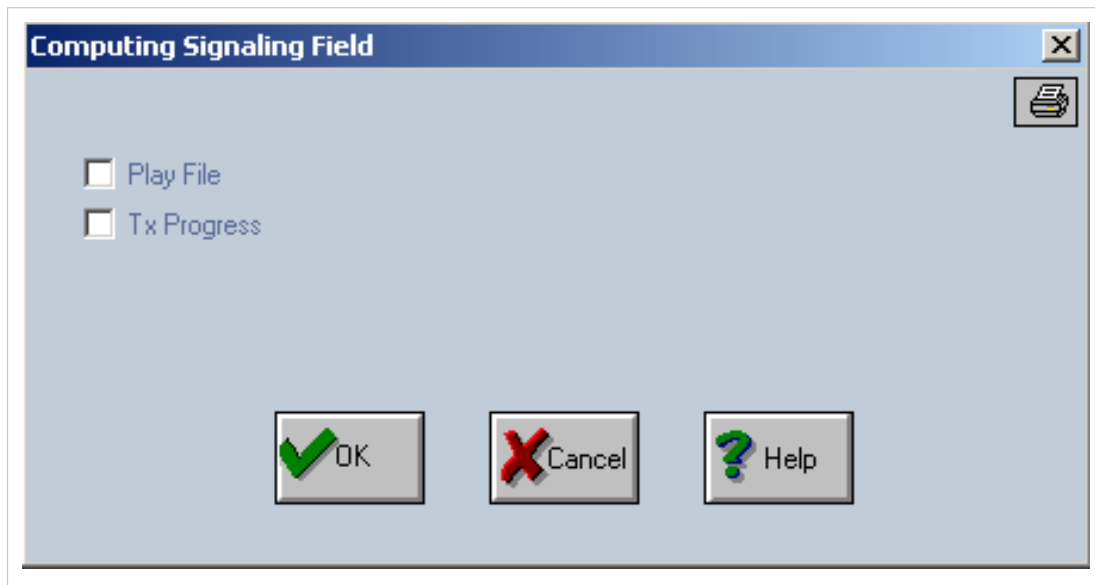 Computing Signaling Field
Play File
Tx Progress
OK
Cancel
Help